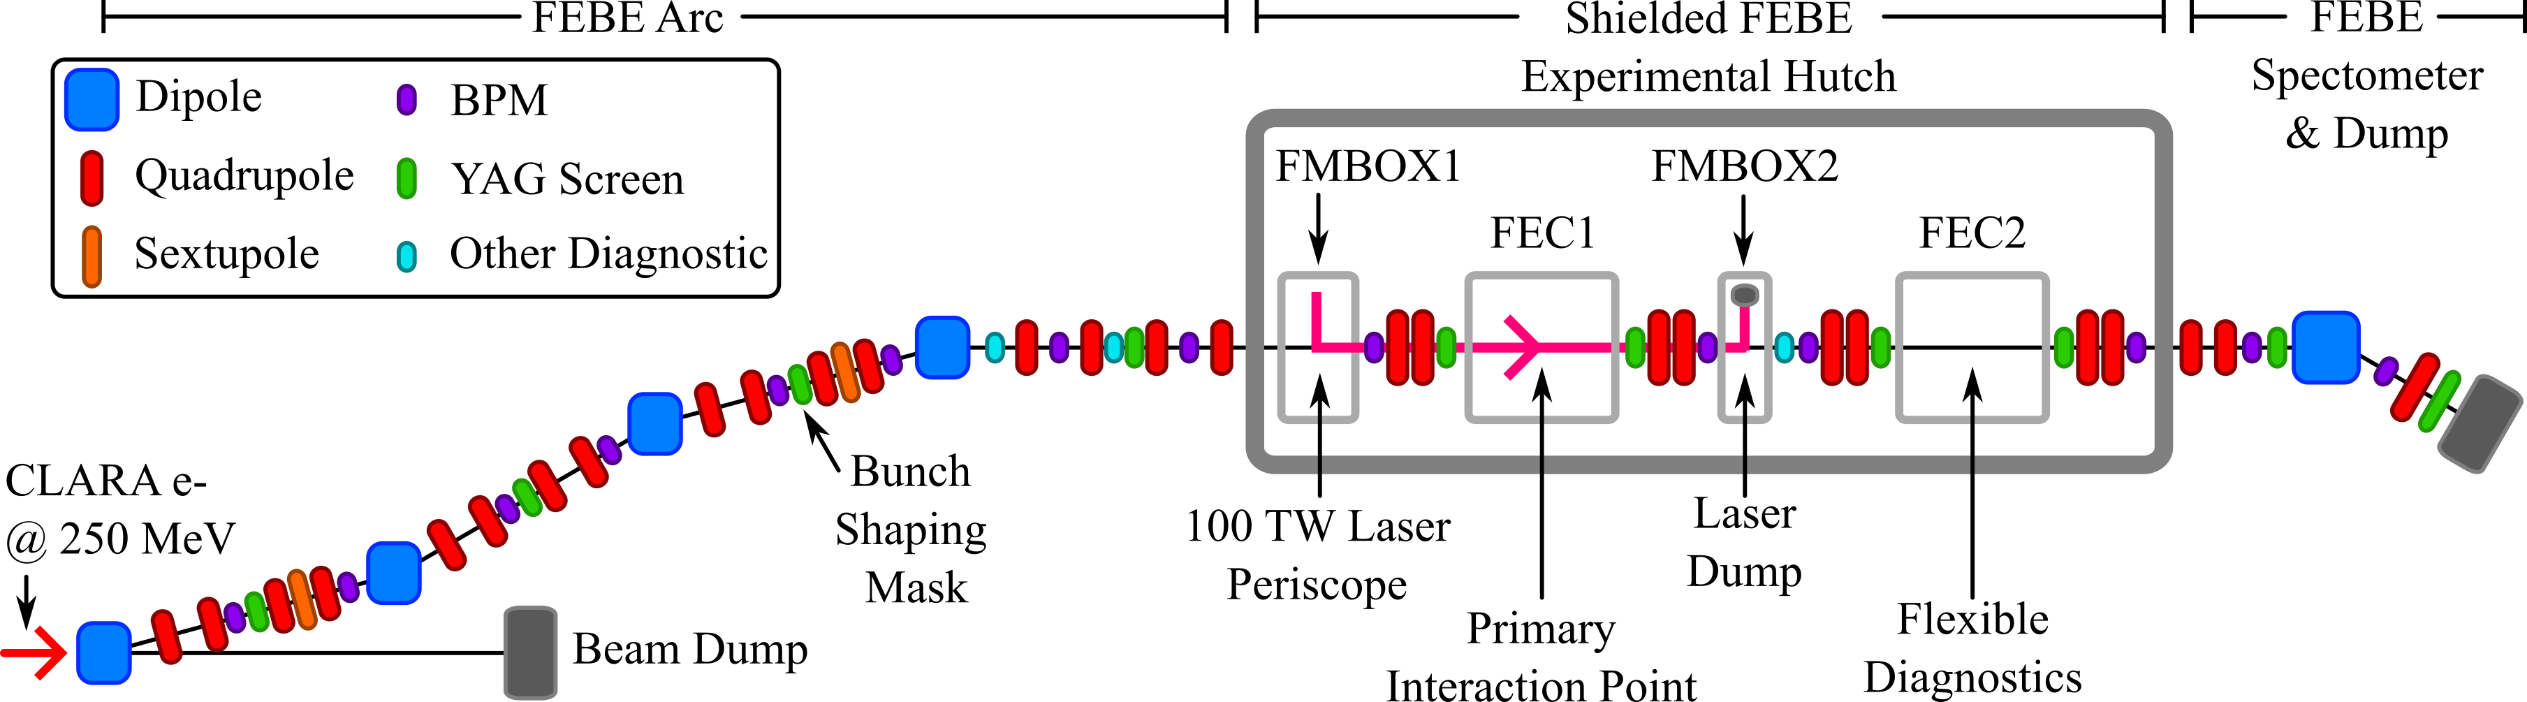 FEBE Arc
Shielded FEBE
Experimental Hutch
FEBE
Spectometer
& Dump
Dipole
BPM
Quadrupole
YAG Screen
Sextupole
Other Diagnostic
FMBOX1
FMBOX2
FEC1
FEC2
CLARA e-
@ 250 MeV
Beam Dump
Bunch
Shaping
Mask
100 TW Laser
Periscope
Primary
Interaction Point
Laser
Dump
Flexible
Diagnostics